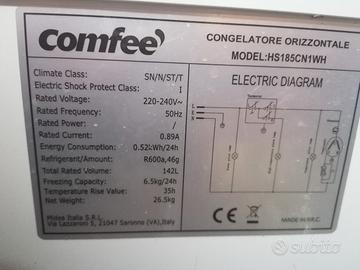 comfee'
CONGELATORE ORIZZONTALE
MODEL:HS185CN1WH
Climate Class: SN/N/ST/T
Electric Shock Protect Class: I
Rated Voltage: 220-240V~
Rated Frequency: 50Hz
Rated Power: /
Rated Current: 0.89A
Energy Consumption: 0.52kWh/24h
Refrigerant/Amount: R600a,46g
Total Rated Volume: 142L
Freezing Capacity: 6.5kg/24h
Temperature Rise Time: 35h
Net Weight: 26.5kg
Midea Italia S.R.L.
Via Lazzaroni 5, 21047 Saronno (VA),Italy
ELECTRIC DIAGRAM
L
E
N
CE
MADE IN P.R.C.
subito